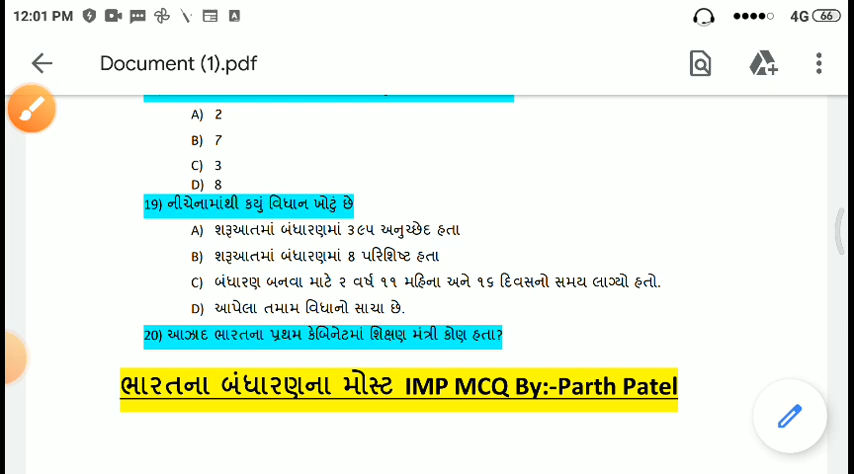 12:01 PM 4G 66
Document (1).pdf
A) 2
B) 7
C) 3
D) 8
19) નીચેનામાંથી કયું વિધાન ખોટું છે
A) શરૂઆતમાં બંધારણમાં ૩૯૫ અનુચ્છેદ હતા
B) શરૂઆતમાં બંધારણમાં 8 પરિશિષ્ટ હતા
C) બંધારણ બનવા માટે ૨ વર્ષ ૧૧ મહિના અને ૧૬ દિવસનો સમય લાગ્યો હતો.
D) આપેલા તમામ વિધાનો સાચા છે.
20) આઝાદ ભારતના પ્રથમ કેબિનેટમાં શિક્ષણ મંત્રી કોણ હતા?
ભારતના બંધારણના મોસ્ટ IMP MCQ By:-Parth Patel